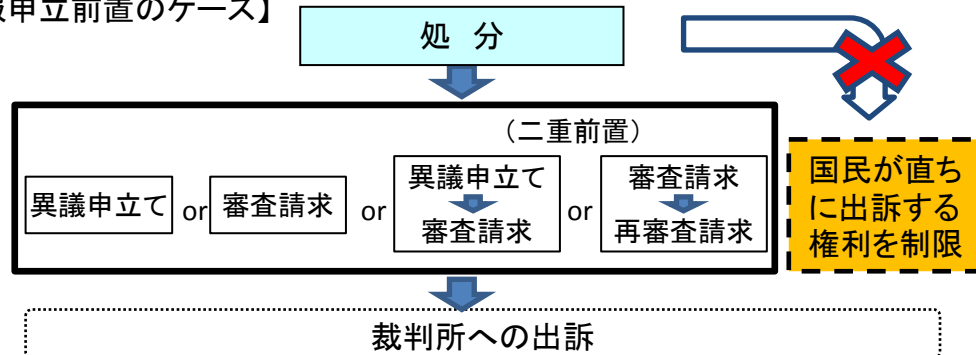 申立前置のケース】
処 分
（二重前置）
異議申立て or 審査請求 or 異議申立て 審査請求 or 審査請求 再審査請求
国民が直ち
に出訴する
権利を制限
裁判所への出訴